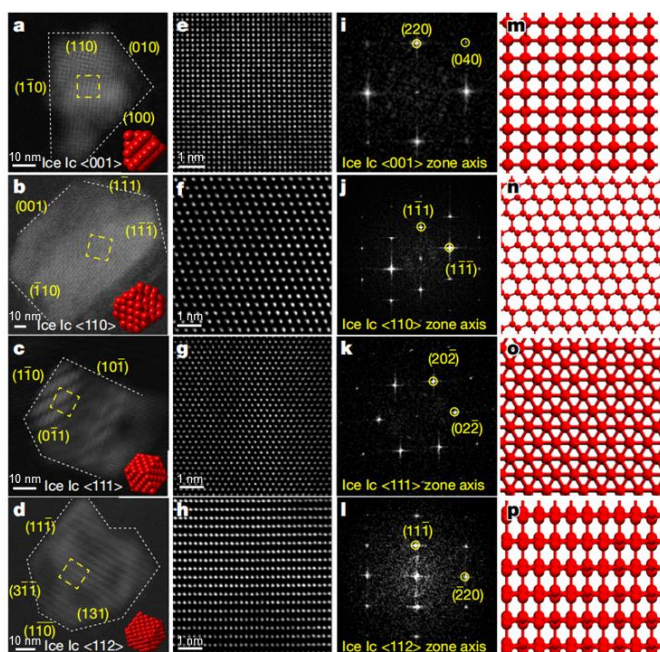 a
(110)
(010)
(11̄0)
(100)
10 nm
Ice Ic <001>
e
1 nm
i
(220)
(040)
Ice Ic <001> zone axis
m
b
(11̄1)
(001)
(11̄1̄)
(1̄10)
10 nm
Ice Ic <110>
f
1 nm
j
(11̄1)
(11̄1̄)
Ice Ic <110> zone axis
n
c
(101̄)
(11̄0)
(01̄1)
10 nm
Ice Ic <111>
g
1 nm
k
(202̄)
(022̄)
Ice Ic <111> zone axis
o
d
(111̄)
(31̄1̄)
(131)
(11̄0)
10 nm
Ice Ic <112>
h
1 nm
l
(111̄)
(2̄20)
Ice Ic <112> zone axis
p